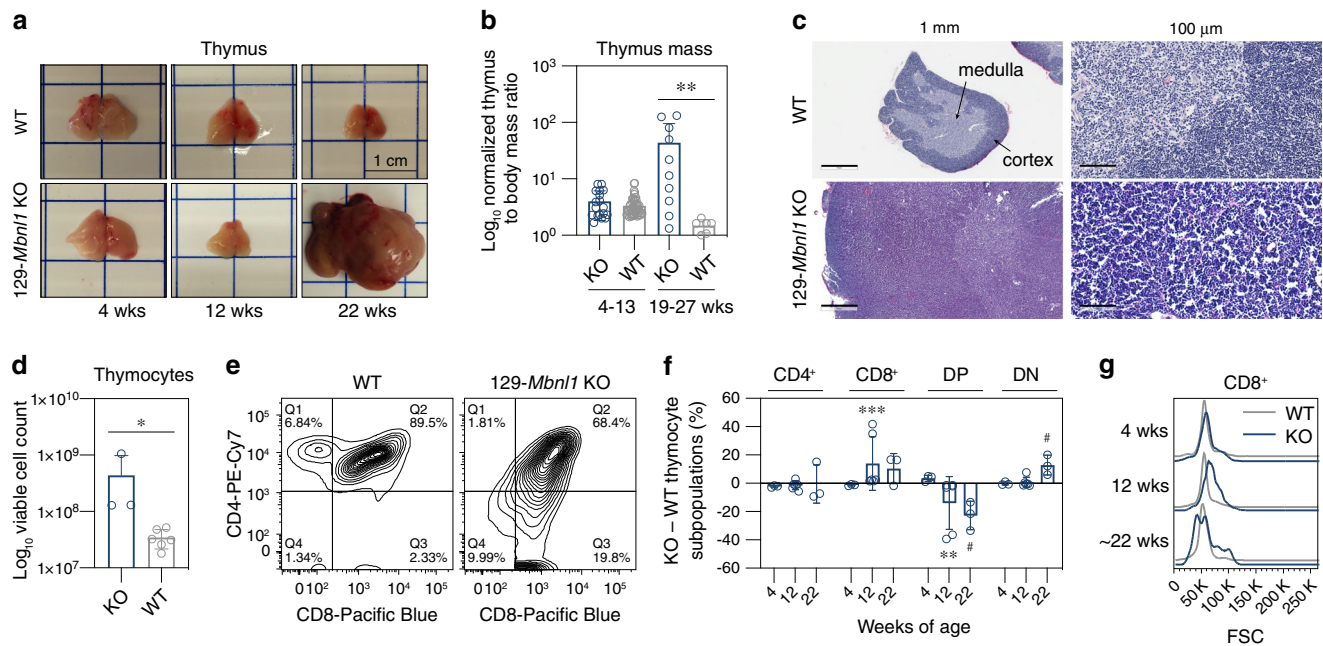 a
Thymus
WT
129-Mbnl1 KO
1 cm
4 wks 12 wks 22 wks
b
Thymus mass
Log10 normalized thymus
to body mass ratio
10³
10²
10¹
10⁰
**
KO WT KO WT
4-13 19-27 wks
c
1 mm 100 μm
WT
129-Mbnl1 KO
medulla
cortex
d
Thymocytes
Log10 viable cell count
1×10¹⁰
1×10⁹
1×10⁸
1×10⁷
*
KO WT
e
WT 129-Mbnl1 KO
CD4-PE-Cy7
10⁵
10⁴
10³
10²
0
Q1
6.84%
Q2
89.5%
Q4
1.34%
Q3
2.33%
Q1
1.81%
Q2
68.4%
Q4
9.99%
Q3
19.8%
0 10² 10³ 10⁴ 10⁵
0 10² 10³ 10⁴ 10⁵
CD8-Pacific Blue CD8-Pacific Blue
f
CD4⁺ CD8⁺ DP DN
KO – WT thymocyte
subpopulations (%)
60
40
20
0
-20
-40
-60
***
**
#
#
4 12 22 4 12 22 4 12 22 4 12 22
Weeks of age
g
CD8⁺
WT
KO
4 wks
12 wks
~22 wks
0 50 K 100 K 150 K 200 K 250 K
FSC